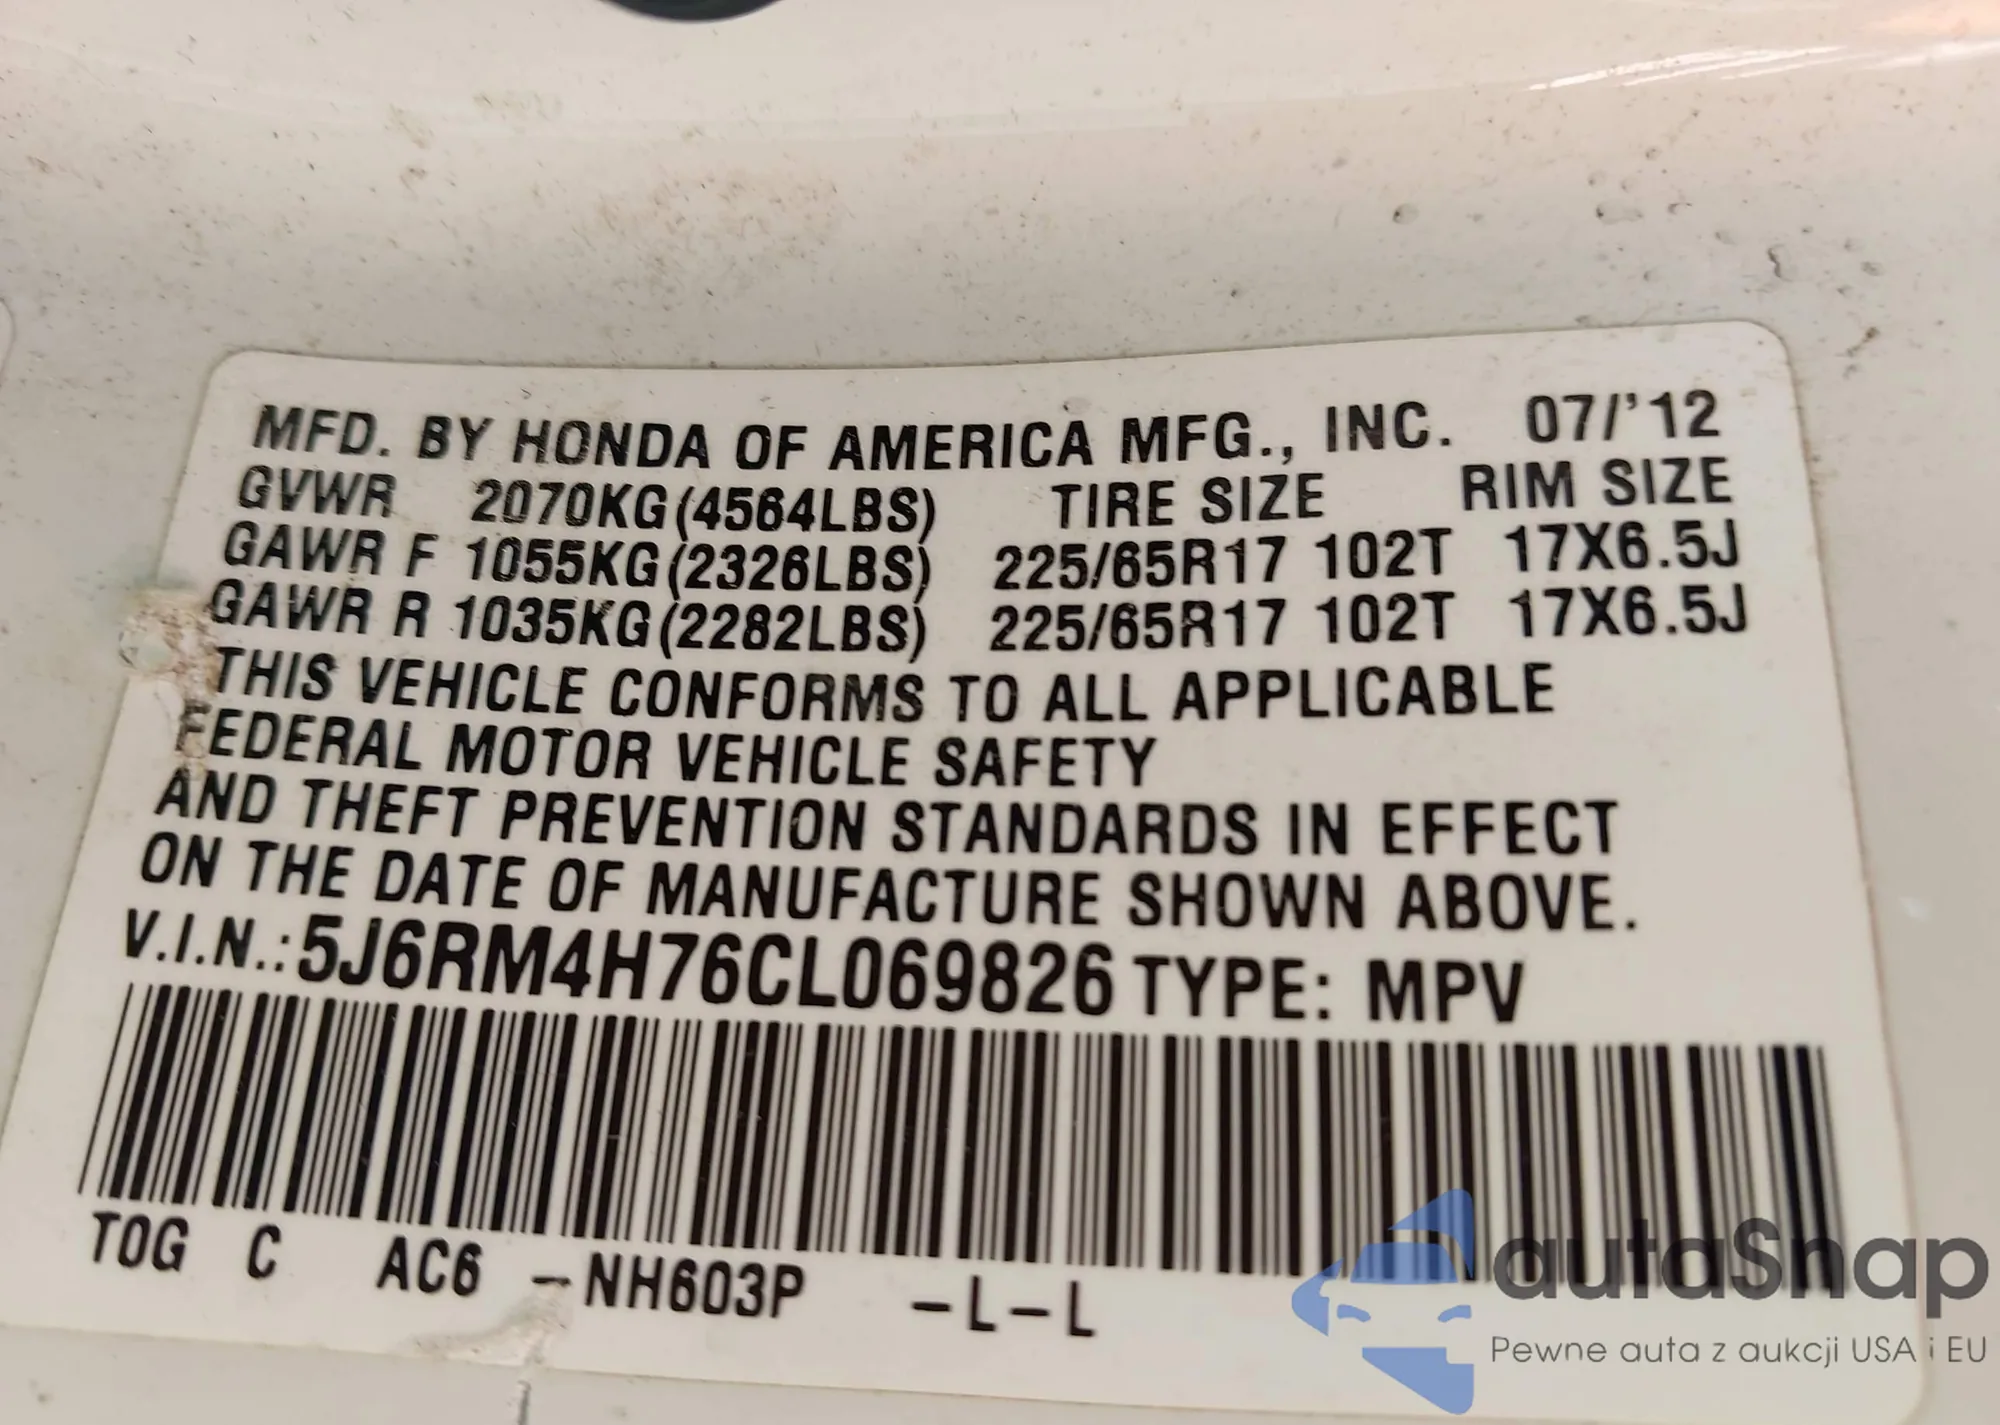 MFD. BY HONDA OF AMERICA MFG., INC. 07/'12
GVWR 2070KG(4564LBS) TIRE SIZE RIM SIZE
GAWR F 1055KG(2326LBS) 225/65R17 102T 17X6.5J
GAWR R 1035KG(2282LBS) 225/65R17 102T 17X6.5J
THIS VEHICLE CONFORMS TO ALL APPLICABLE
FEDERAL MOTOR VEHICLE SAFETY
AND THEFT PREVENTION STANDARDS IN EFFECT
ON THE DATE OF MANUFACTURE SHOWN ABOVE.
V.I.N.:5J6RM4H76CL069826 TYPE: MPV
T0G C AC6 -NH603P -L-L
autaSnap
Pewne auta z aukcji USA i EU